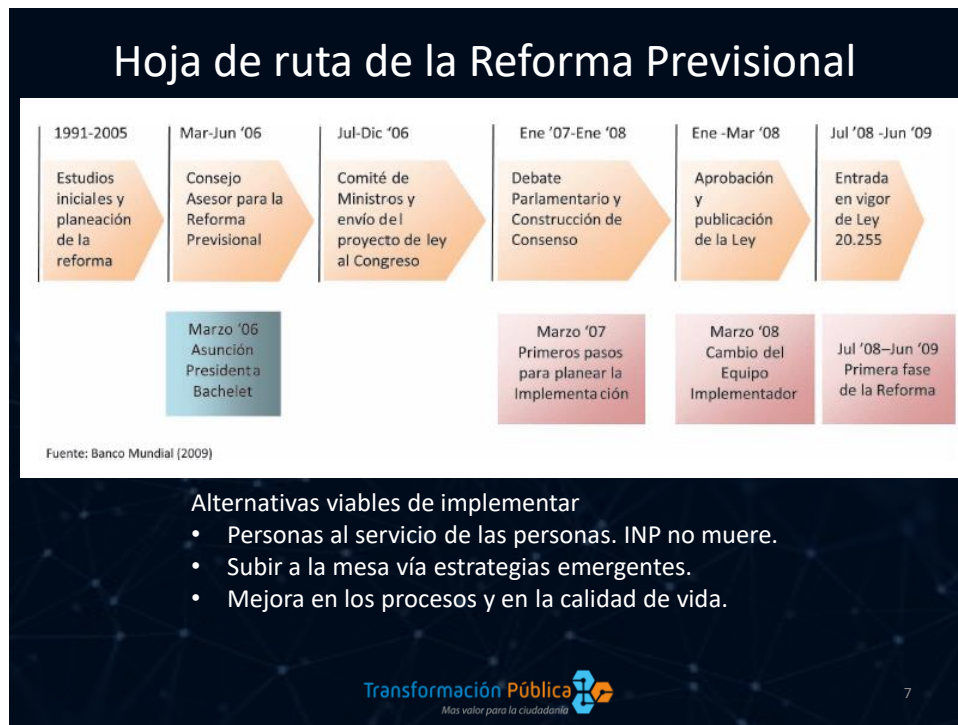 Hoja de ruta de la Reforma Previsional
1991-2005
Estudios
iniciales y
planeación
de la
reforma
Mar-Jun ‘06
Consejo
Asesor para la
Reforma
Previsional
Jul-Dic ‘06
Comité de
Ministros y
envío del
proyecto de ley
al Congreso
Ene ’07-Ene ’08
Debate
Parlamentario y
Construcción de
Consenso
Ene -Mar ‘08
Aprobación
y
publicación
de la Ley
Jul ’08 -Jun ‘09
Entrada
en vigor
de Ley
20.255
Marzo ‘06
Asunción
Presidenta
Bachelet
Marzo ‘07
Primeros pasos
para planear la
Implementación
Marzo ‘08
Cambio del
Equipo
Implementador
Jul ’08–Jun ‘09
Primera fase
de la Reforma
Fuente: Banco Mundial (2009)
Alternativas viables de implementar
• Personas al servicio de las personas. INP no muere.
• Subir a la mesa vía estrategias emergentes.
• Mejora en los procesos y en la calidad de vida.
Transformación Pública
Mas valor para la ciudadanía
7